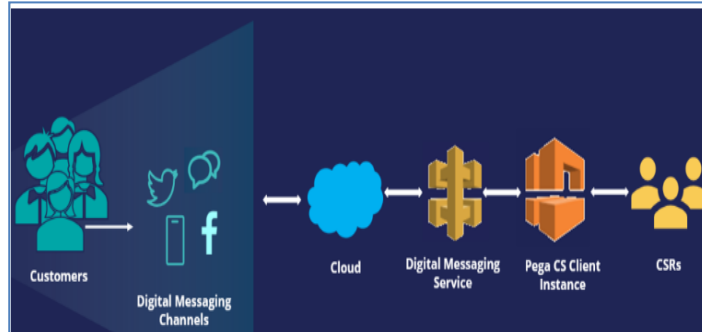 Customers
Digital Messaging
Channels
Cloud
Digital Messaging
Service
Pega CS Client
Instance
CSRs